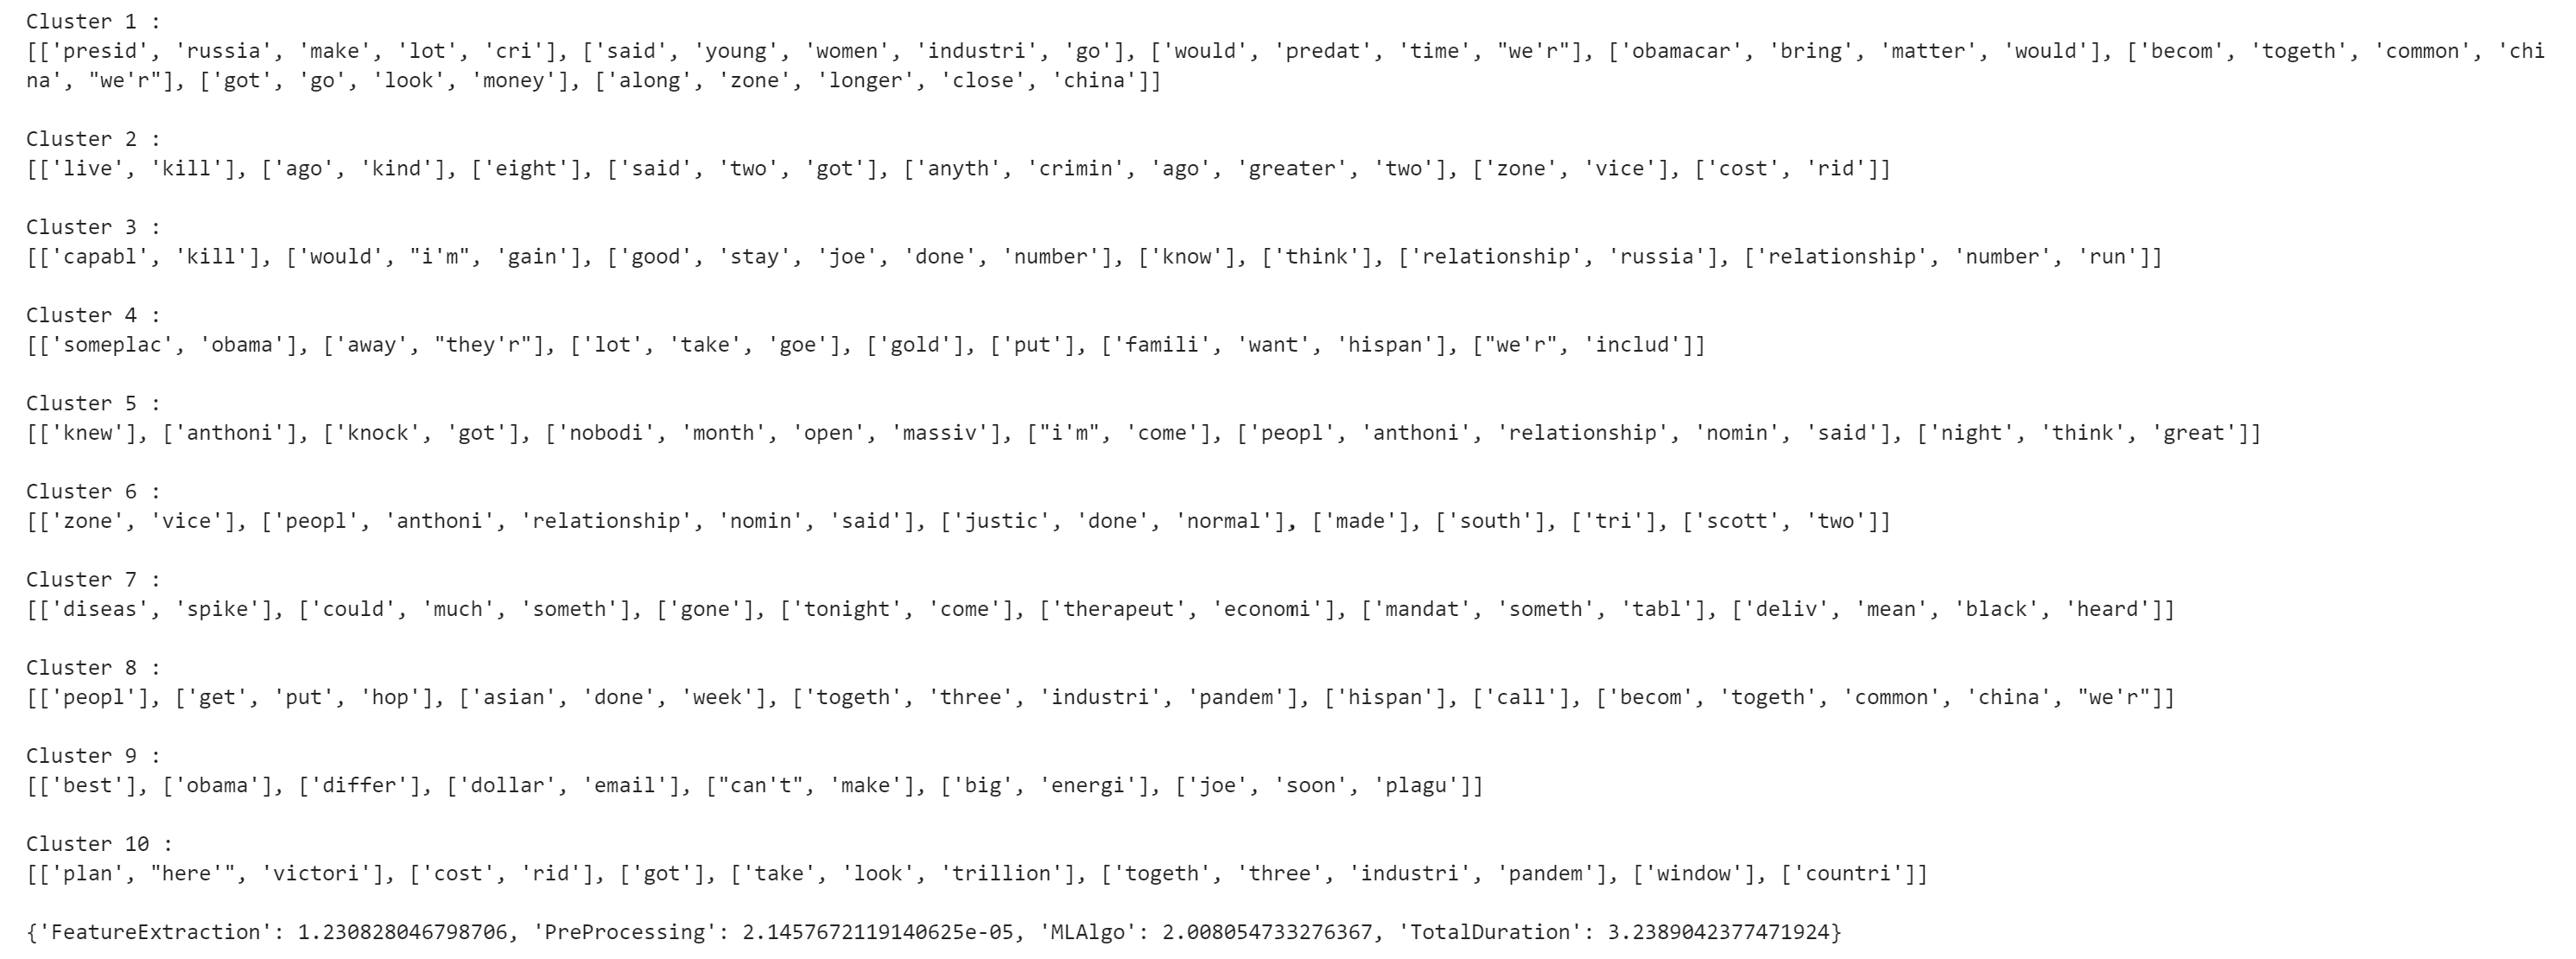 Cluster 1 :
[['presid', 'russia', 'make', 'lot', 'cri'], ['said', 'young', 'women', 'industri', 'go'], ['would', 'predat', 'time', "we'r"], ['obamacar', 'bring', 'matter', 'would'], ['becom', 'togeth', 'common', 'chi
na', "we'r"], ['got', 'go', 'look', 'money'], ['along', 'zone', 'longer', 'close', 'china']]
Cluster 2 :
[['live', 'kill'], ['ago', 'kind'], ['eight'], ['said', 'two', 'got'], ['anyth', 'crimin', 'ago', 'greater', 'two'], ['zone', 'vice'], ['cost', 'rid']]
Cluster 3 :
[['capabl', 'kill'], ['would', "i'm", 'gain'], ['good', 'stay', 'joe', 'done', 'number'], ['know'], ['think'], ['relationship', 'russia'], ['relationship', 'number', 'run']]
Cluster 4 :
[['someplac', 'obama'], ['away', "they'r"], ['lot', 'take', 'goe'], ['gold'], ['put'], ['famili', 'want', 'hispan'], ["we'r", 'includ']]
Cluster 5 :
[['knew'], ['anthoni'], ['knock', 'got'], ['nobodi', 'month', 'open', 'massiv'], ["i'm", 'come'], ['peopl', 'anthoni', 'relationship', 'nomin', 'said'], ['night', 'think', 'great']]
Cluster 6 :
[['zone', 'vice'], ['peopl', 'anthoni', 'relationship', 'nomin', 'said'], ['justic', 'done', 'normal'], ['made'], ['south'], ['tri'], ['scott', 'two']]
Cluster 7 :
[['diseas', 'spike'], ['could', 'much', 'someth'], ['gone'], ['tonight', 'come'], ['therapeut', 'economi'], ['mandat', 'someth', 'tabl'], ['deliv', 'mean', 'black', 'heard']]
Cluster 8 :
[['peopl'], ['get', 'put', 'hop'], ['asian', 'done', 'week'], ['togeth', 'three', 'industri', 'pandem'], ['hispan'], ['call'], ['becom', 'togeth', 'common', 'china', "we'r"]]
Cluster 9 :
[['best'], ['obama'], ['differ'], ['dollar', 'email'], ["can't", 'make'], ['big', 'energi'], ['joe', 'soon', 'plagu']]
Cluster 10 :
[['plan', "here'", 'victori'], ['cost', 'rid'], ['got'], ['take', 'look', 'trillion'], ['togeth', 'three', 'industri', 'pandem'], ['window'], ['countri']]
{'FeatureExtraction': 1.230828046798706, 'PreProcessing': 2.1457672119140625e-05, 'MLAlgo': 2.008054733276367, 'TotalDuration': 3.2389042377471924}